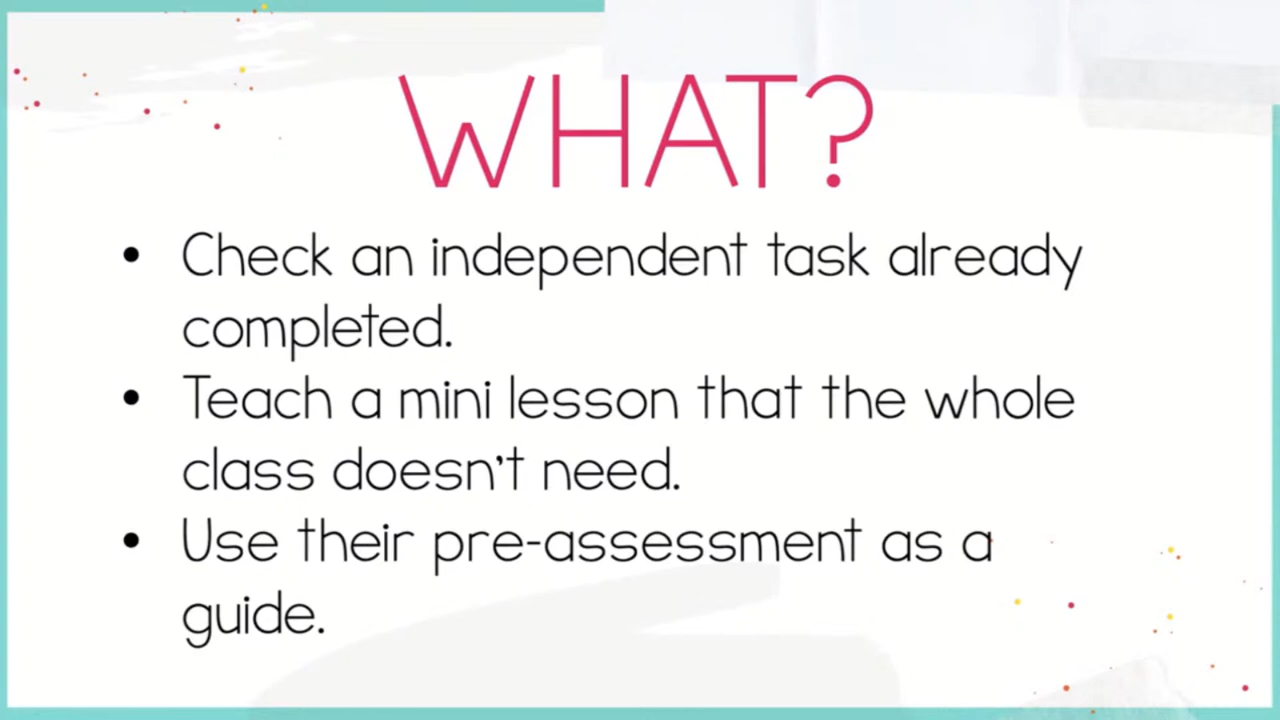 WHAT?
• Check an independent task already
completed.
• Teach a mini lesson that the whole
class doesn't need.
• Use their pre-assessment as a
guide.